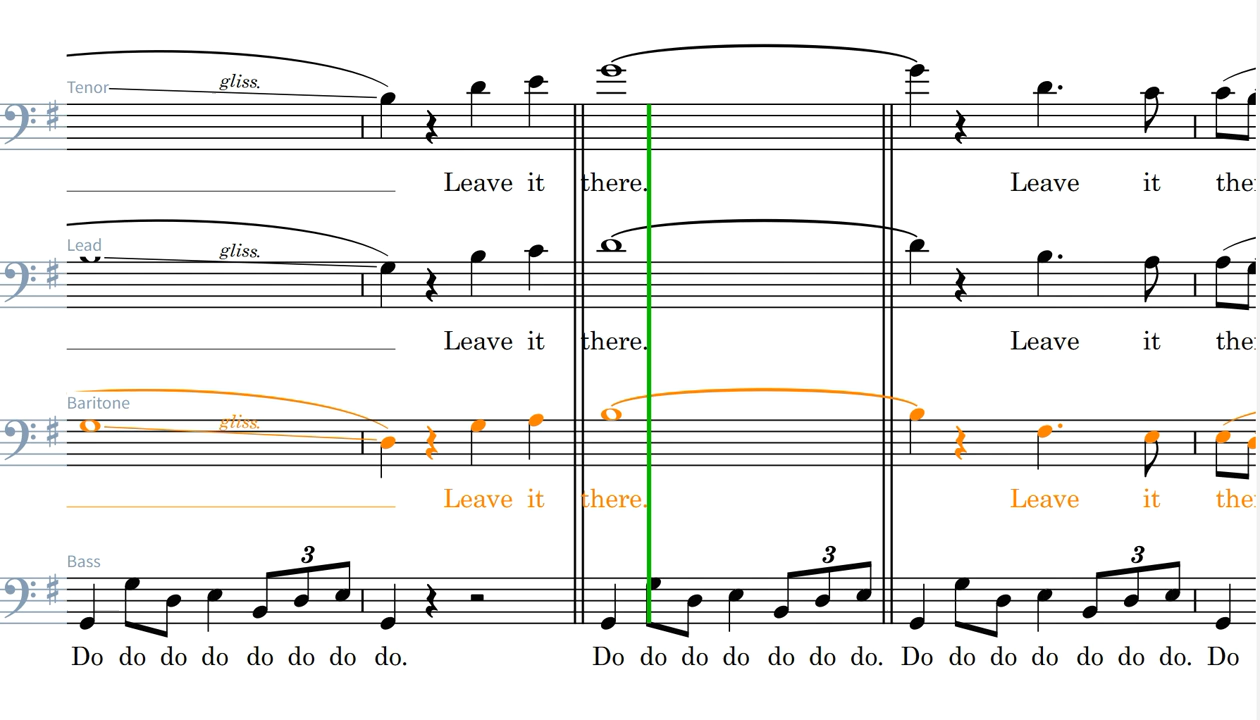 Tenor gliss.
Leave it there. Leave it
Lead gliss.
Leave it there. Leave it
Baritone gliss.
Leave it there. Leave it
Bass 3 3 3
Do do do do do do do do. Do do do do do do do. Do do do do do do do. Do